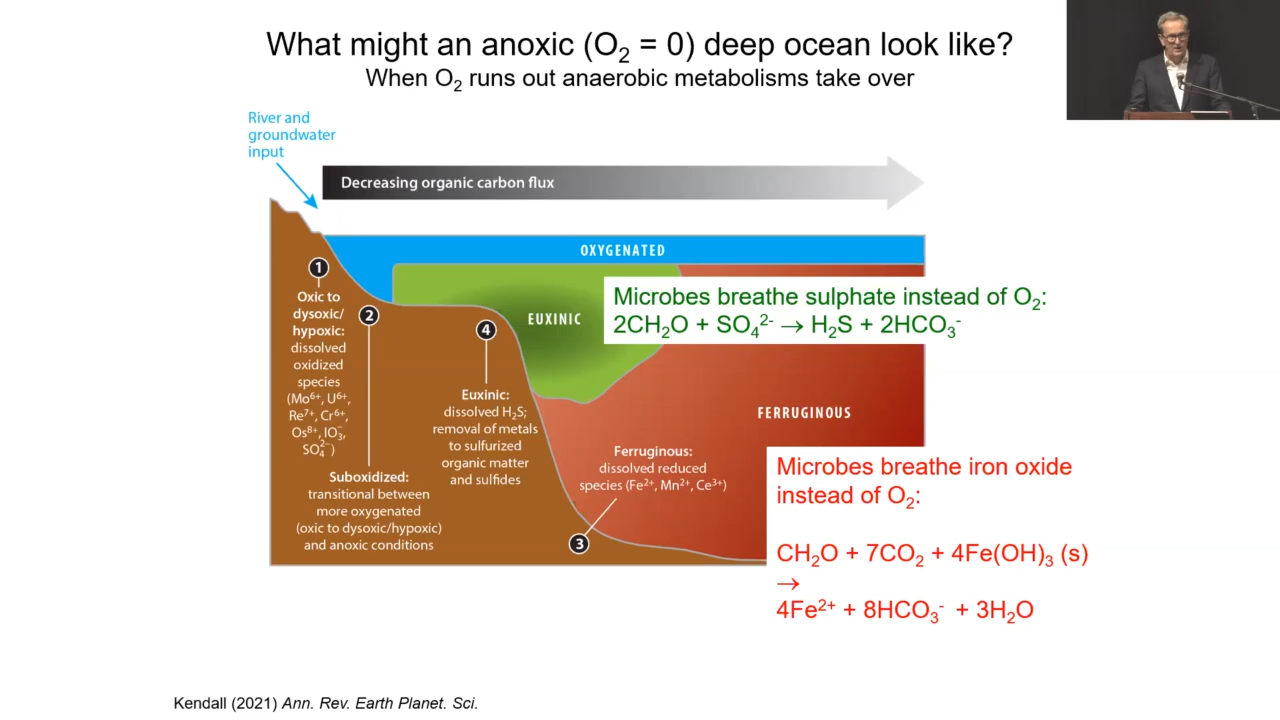 What might an anoxic (O₂ = 0) deep ocean look like?
When O₂ runs out anaerobic metabolisms take over
River and
groundwater
input
Decreasing organic carbon flux
OXYGENATED
EUXINIC
Microbes breathe sulphate instead of O₂:
2CH₂O + SO₄²⁻ → H₂S + 2HCO₃⁻
FERRUGINOUS
Microbes breathe iron oxide
instead of O₂:
CH₂O + 7CO₂ + 4Fe(OH)₃ (s)
→
4Fe²⁺ + 8HCO₃⁻ + 3H₂O
1
Oxic to
dysoxic/
hypoxic:
dissolved
oxidized
species
(Mo⁶⁺, U⁶⁺,
Re⁷⁺, Cr⁶⁺,
Os⁸⁺, IO₃⁻,
SO₄²⁻)
2
Suboxidized:
transitional between
more oxygenated
(oxic to dysoxic/hypoxic)
and anoxic conditions
4
Euxinic:
dissolved H₂S;
removal of metals
to sulfurized
organic matter
and sulfides
Ferruginous:
dissolved reduced
species (Fe²⁺, Mn²⁺, Ce³⁺)
3
Kendall (2021) Ann. Rev. Earth Planet. Sci.